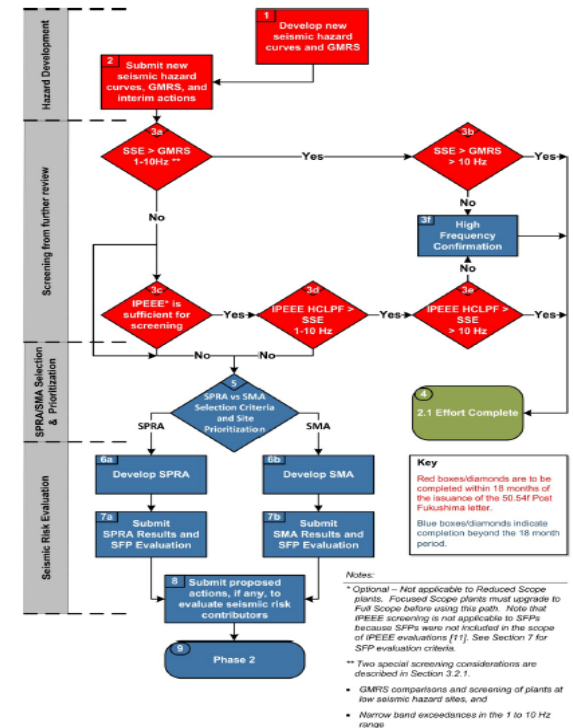 Hazard Development
1
Develop new
seismic hazard
curves and GMRS
2
Submit new
seismic hazard
curves, GMRS, and
interim actions
Screening from further review
3a
SSE > GMRS
1-10Hz **
Yes
3b
SSE > GMRS
> 10 Hz
Yes
No
No
3f
High
Frequency
Confirmation
No
3c
IPEEE* is
sufficient for
screening
Yes
3d
IPEEE HCLPF >
SSE
1-10 Hz
Yes
3e
IPEEE HCLPF >
SSE
> 10 Hz
Yes
No
No
SPRA/SMA Selection
& Prioritization
5
SPRA vs SMA
Selection Criteria
and Site
Prioritization
SPRA
SMA
4
2.1 Effort Complete
Seismic Risk Evaluation
6a
Develop SPRA
6b
Develop SMA
7a
Submit
SPRA Results and
SFP Evaluation
7b
Submit
SMA Results and
SFP Evaluation
8
Submit proposed
actions, if any, to
evaluate seismic risk
contributors
9
Phase 2
Key
Red boxes/diamonds are to be
completed within 18 months of
the issuance of the 50.54f Post
Fukushima letter.
Blue boxes/diamonds indicate
completion beyond the 18 month
period.
Notes:
* Optional – Not applicable to Reduced Scope
plants. Focused Scope plants must upgrade to
Full Scope before using this path. Note that
IPEEE screening is not applicable to SFPs
because SFPs were not included in the scope
of IPEEE evaluations [11]. See Section 7 for
SFP evaluation criteria.
** Two special screening considerations are
described in Section 3.2.1.
• GMRS comparisons and screening of plants at
low seismic hazard sites, and
• Narrow band exceedances in the 1 to 10 Hz
range